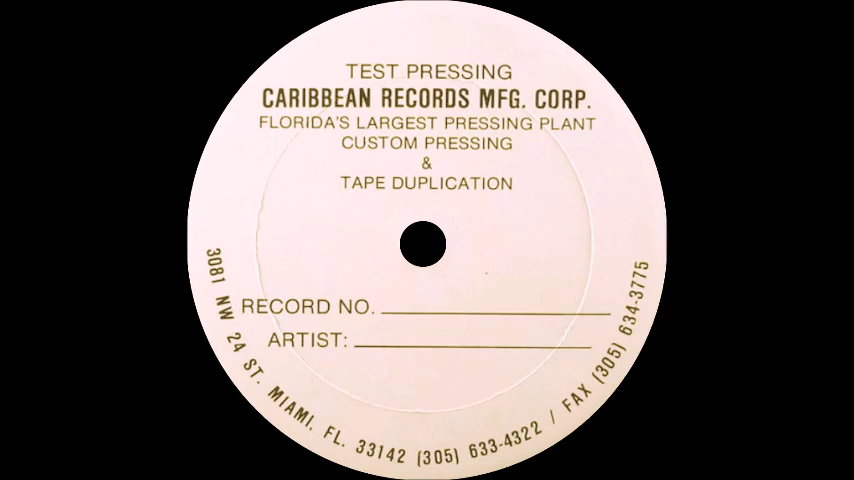 TEST PRESSING
CARIBBEAN RECORDS MFG. CORP.
FLORIDA'S LARGEST PRESSING PLANT
CUSTOM PRESSING
&
TAPE DUPLICATION
RECORD NO.
ARTIST:
3081 NW 24 ST. MIAMI, FL. 33142 (305) 633-4322 / FAX (305) 634-3775